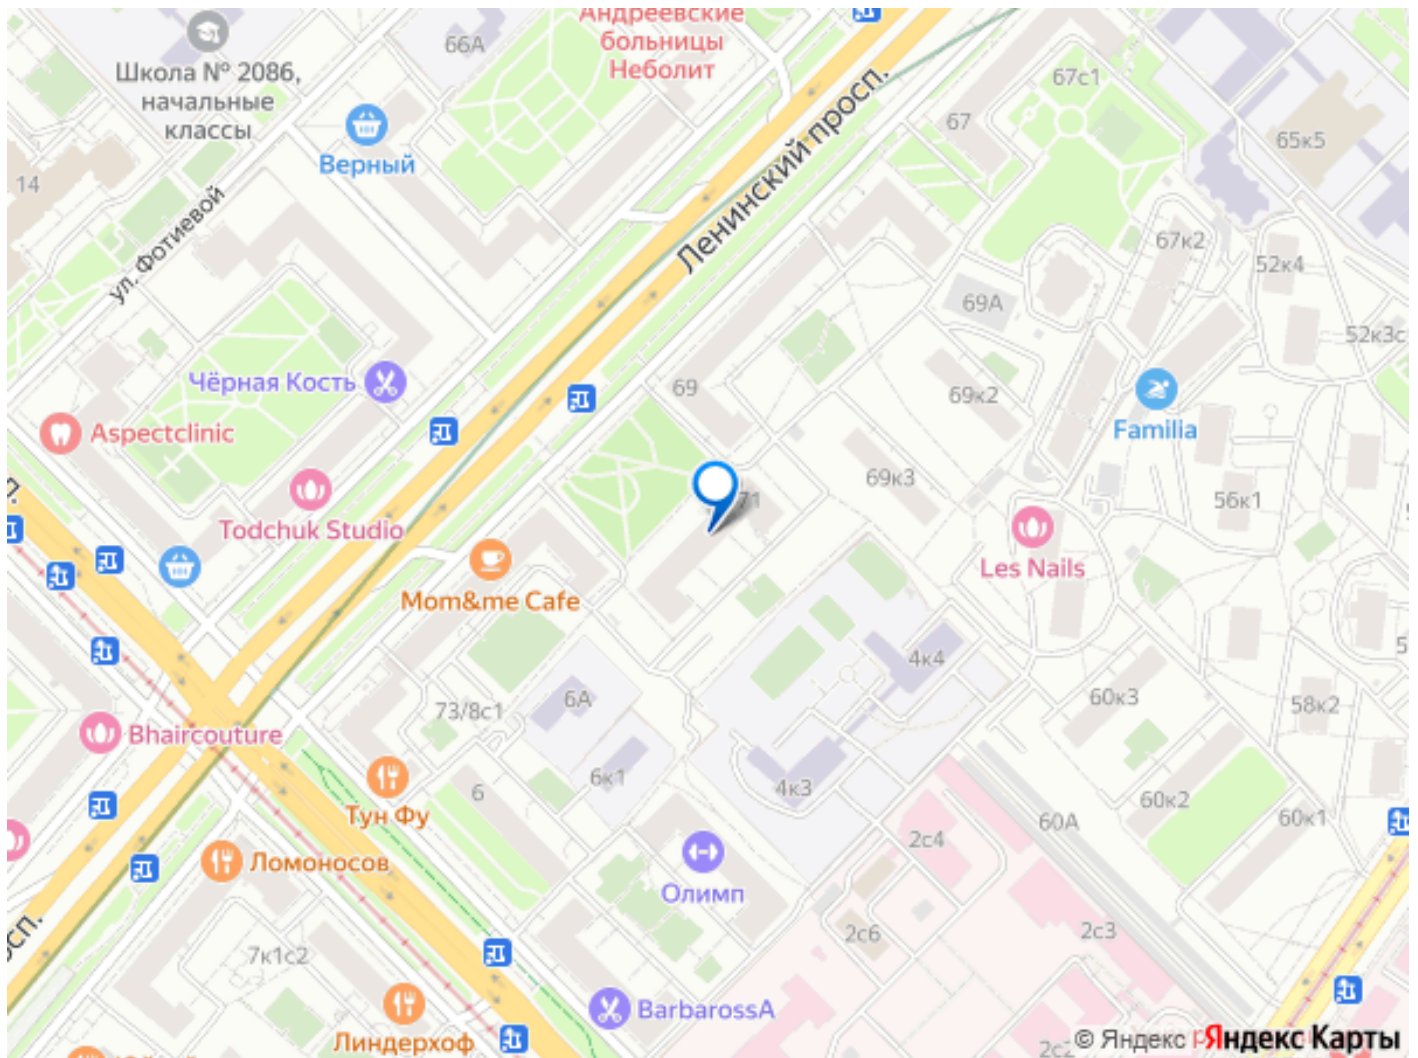 Андреевские
больницы
Неболит
66А
Школа № 2086,
начальные
классы
Верный
67с1
67
65к5
14
ул. Фотиевой
Ленинский просп.
67к2
52к4
69А
52к3с
Чёрная Кость
69
69к2
Familia
Aspectclinic
69к3
71
56к1
Todchuk Studio
Les Nails
Mom&me Cafe
4к4
60к3
58к2
6А
73/8с1
Bhaircouture
6к1
4к3
6
60к2
60к1
60А
Тун Фу
2с4
Ломоносов
Олимп
2с6
2с3
7к1с2
BarbarossA
Линдерхоф
© Яндекс
Яндекс Карты